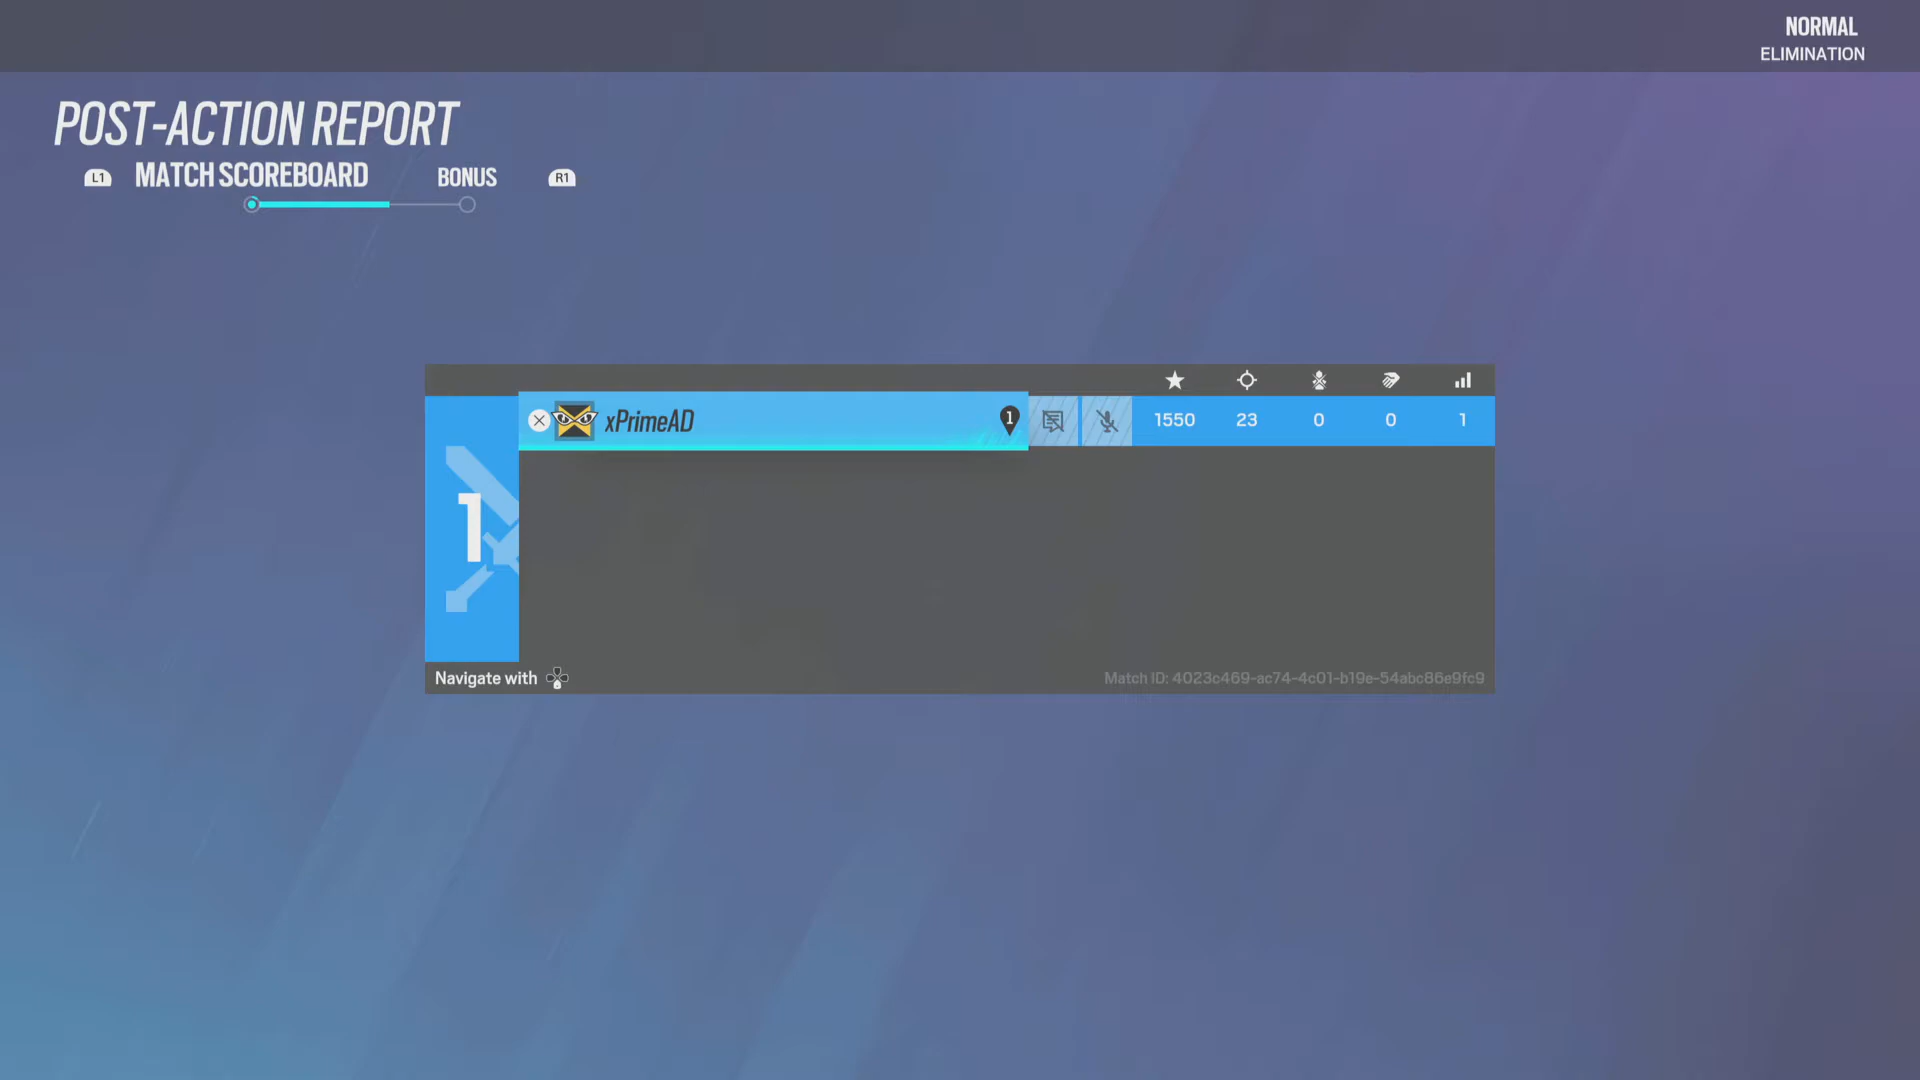 NORMAL
ELIMINATION
POST-ACTION REPORT
L1 MATCH SCOREBOARD BONUS R1
xPrimeAD 1 1550 23 0 0 1
1
Navigate with
Match ID: 4023c469-ac74-4c01-b19e-54abc86e9fc9